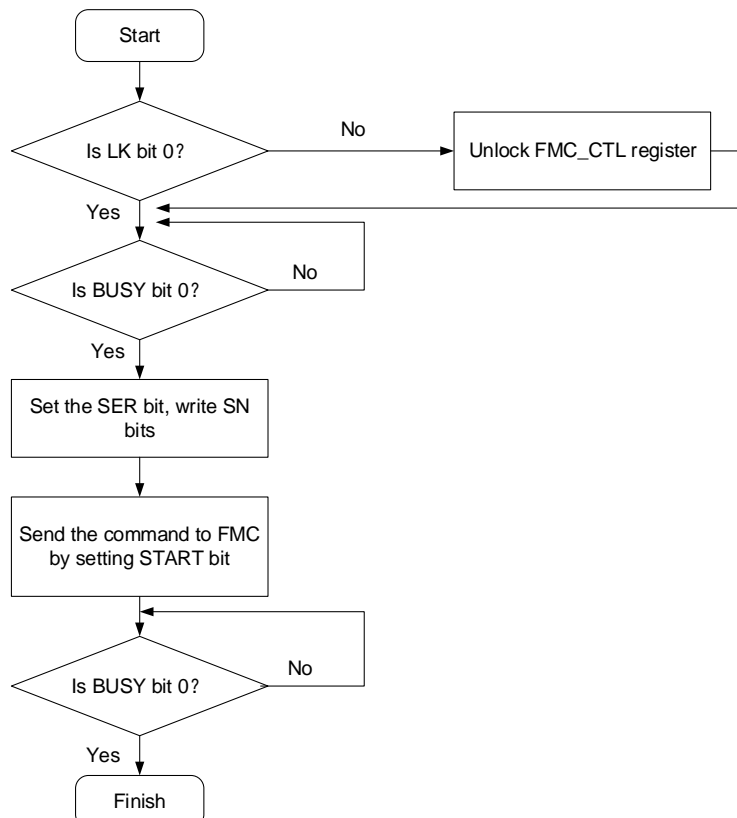 Start
Is LK bit 0?
No
Unlock FMC_CTL register
Yes
Is BUSY bit 0?
No
Yes
Set the SER bit, write SN
bits
Send the command to FMC
by setting START bit
Is BUSY bit 0?
No
Yes
Finish